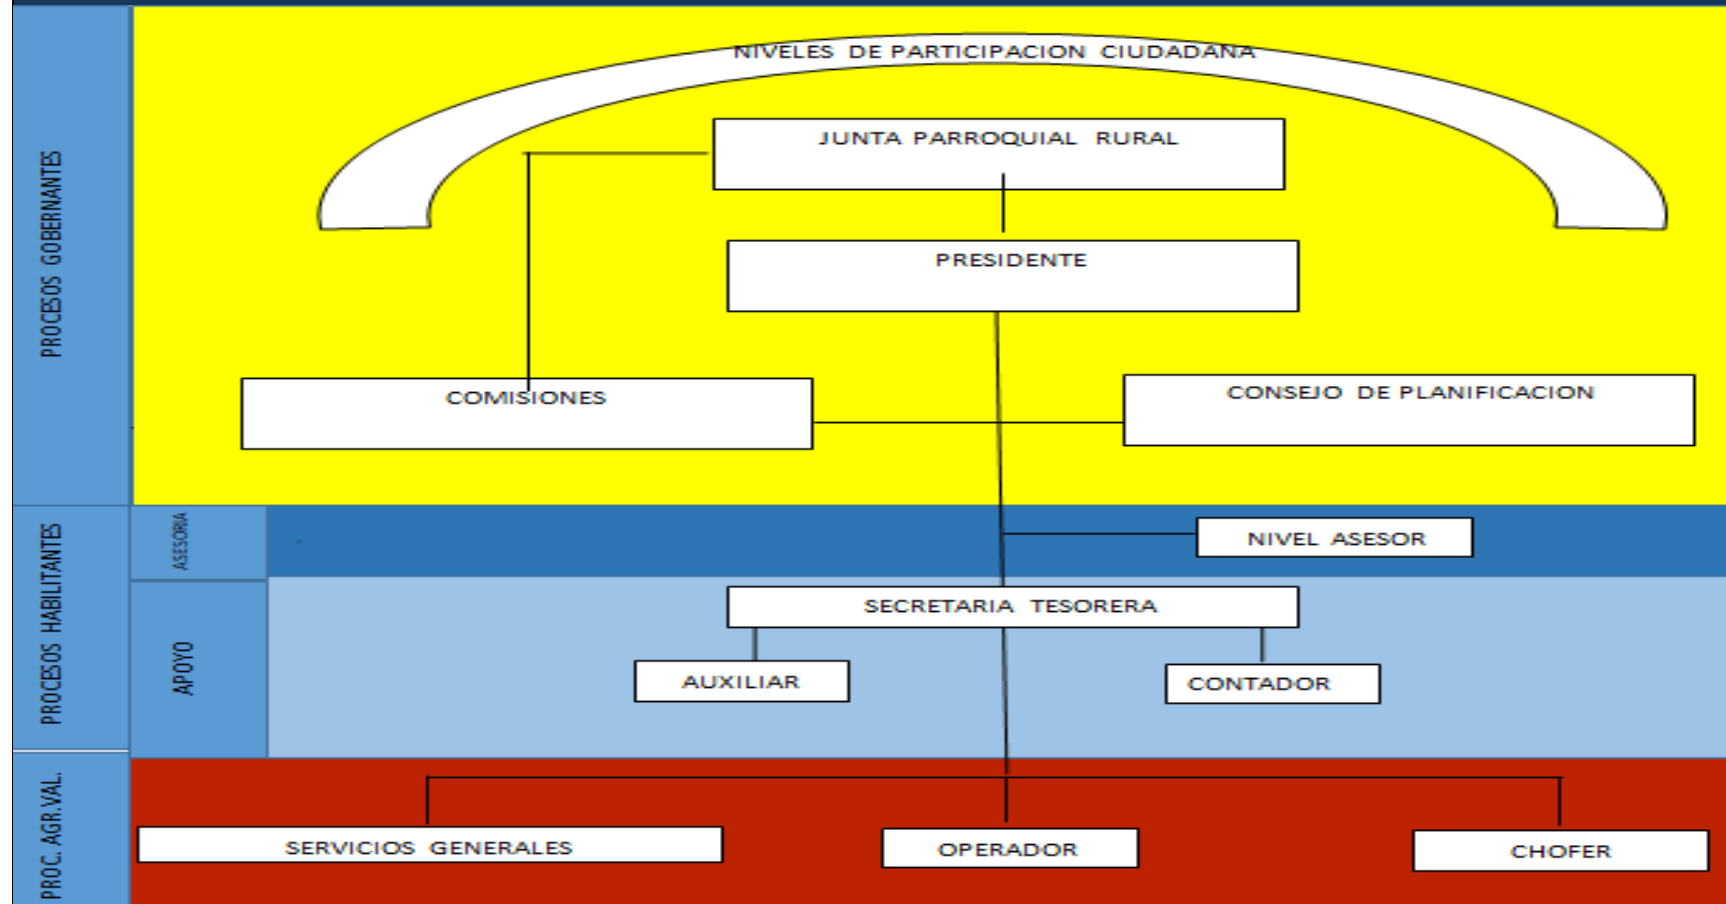 NIVELES DE PARTICIPACION CIUDADANA
JUNTA PARROQUIAL RURAL
PRESIDENTE
COMISIONES
CONSEJO DE PLANIFICACION
PROCESOS GOBERNANTES
NIVEL ASESOR
ASESORIA
SECRETARIA TESORERA
AUXILIAR
CONTADOR
APOYO
PROCESOS HABILITANTES
SERVICIOS GENERALES
OPERADOR
CHOFER
PROC. AGR.VAL.